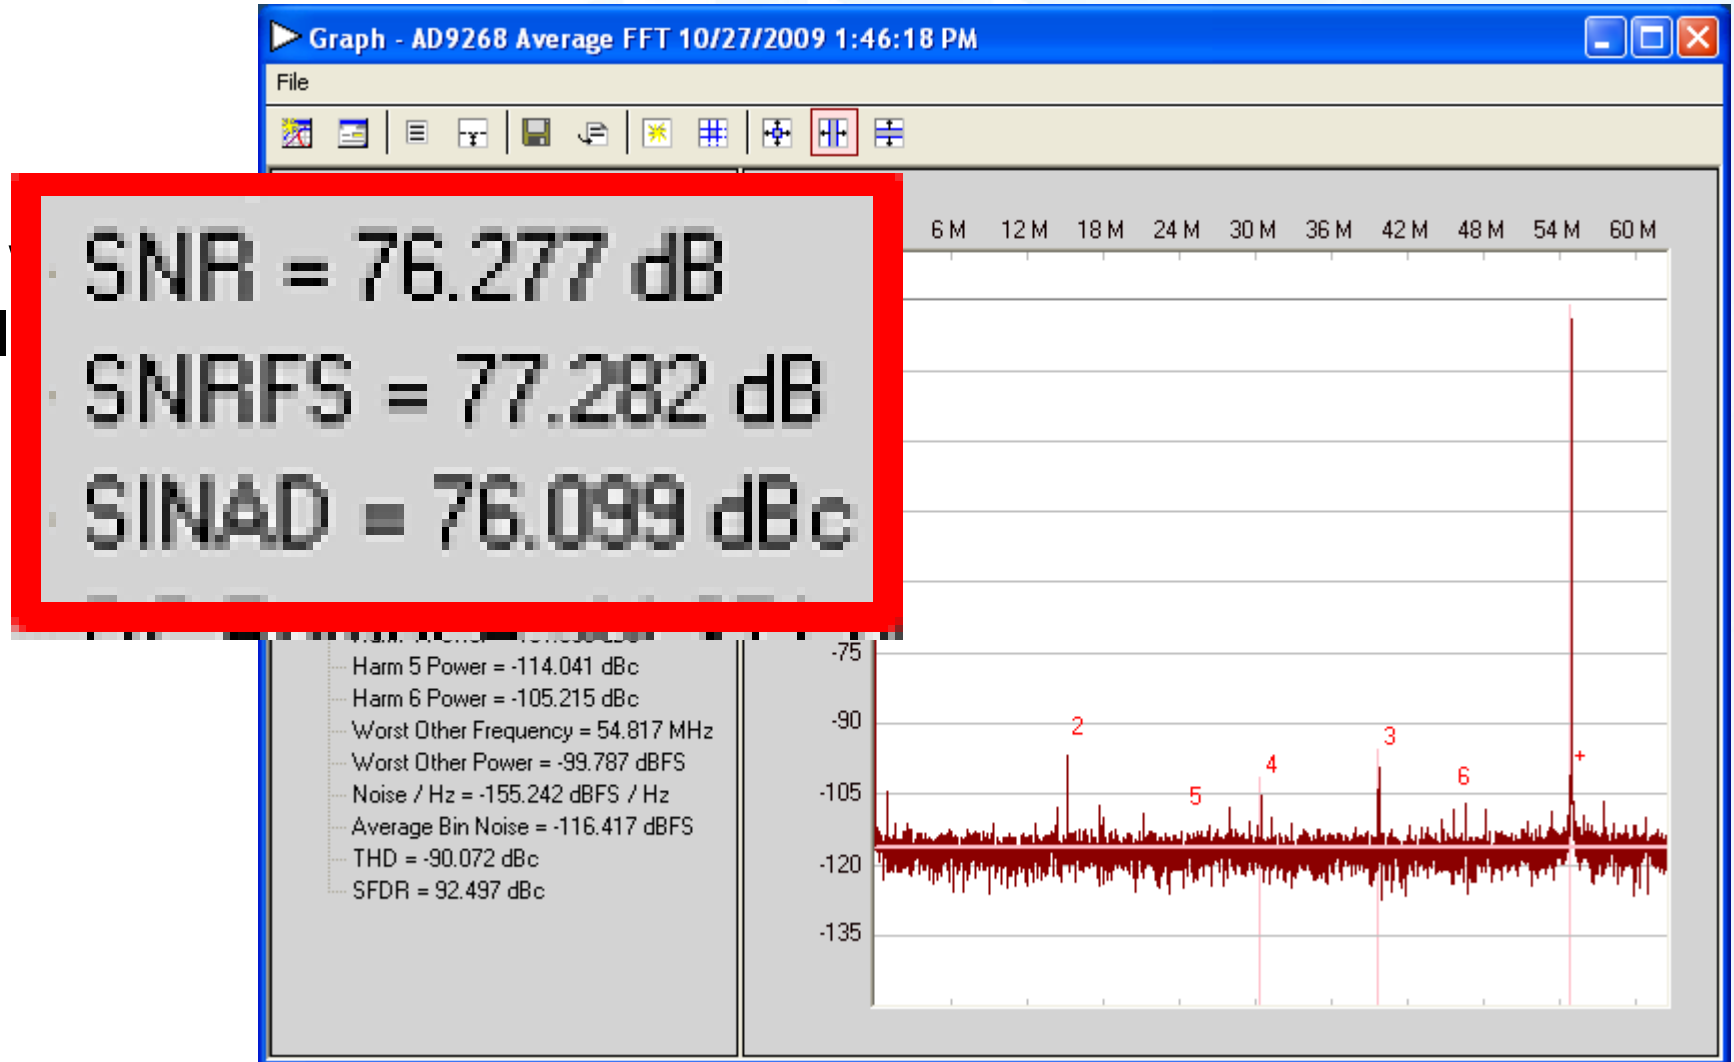 Graph - AD9268 Average FFT 10/27/2009 1:46:18 PM
File
SNR = 76.277 dB
SNRFS = 77.282 dB
SINAD = 76.099 dBc
Harm 5 Power = -114.041 dBc
Harm 6 Power = -105.215 dBc
Worst Other Frequency = 54.817 MHz
Worst Other Power = -99.787 dBFS
Noise / Hz = -155.242 dBFS / Hz
Average Bin Noise = -116.417 dBFS
THD = -90.072 dBc
SFDR = 92.497 dBc
6 M 12 M 18 M 24 M 30 M 36 M 42 M 48 M 54 M 60 M
-75
-90
-105
-120
-135
2
3
4
+
5
6